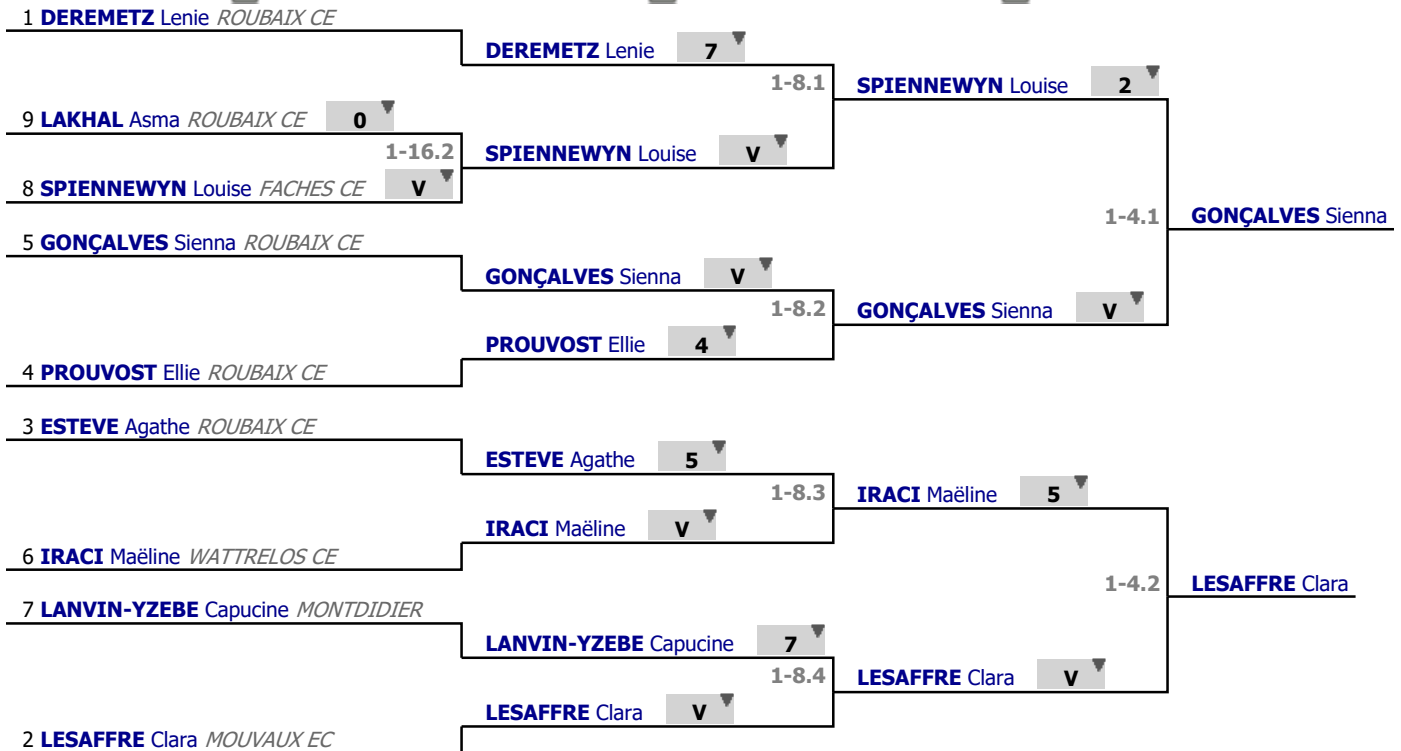 1 DEREMETZ Lenie ROUBAIX CE
DEREMETZ Lenie 7
1-8.1
SPIENNEWYN Louise 2
9 LAKHAL Asma ROUBAIX CE 0
1-16.2
SPIENNEWYN Louise V
8 SPIENNEWYN Louise FACHES CE V
1-4.1
GONÇALVES Sienna
5 GONÇALVES Sienna ROUBAIX CE
GONÇALVES Sienna V
1-8.2
GONÇALVES Sienna V
PROUVOST Ellie 4
4 PROUVOST Ellie ROUBAIX CE
3 ESTEVE Agathe ROUBAIX CE
ESTEVE Agathe 5
1-8.3
IRACI Maëline 5
IRACI Maëline V
6 IRACI Maëline WATTRELOS CE
1-4.2
LESAFFRE Clara
7 LANVIN-YZEBE Capucine MONTDIDIER
LANVIN-YZEBE Capucine 7
1-8.4
LESAFFRE Clara V
LESAFFRE Clara V
2 LESAFFRE Clara MOUVAUX EC